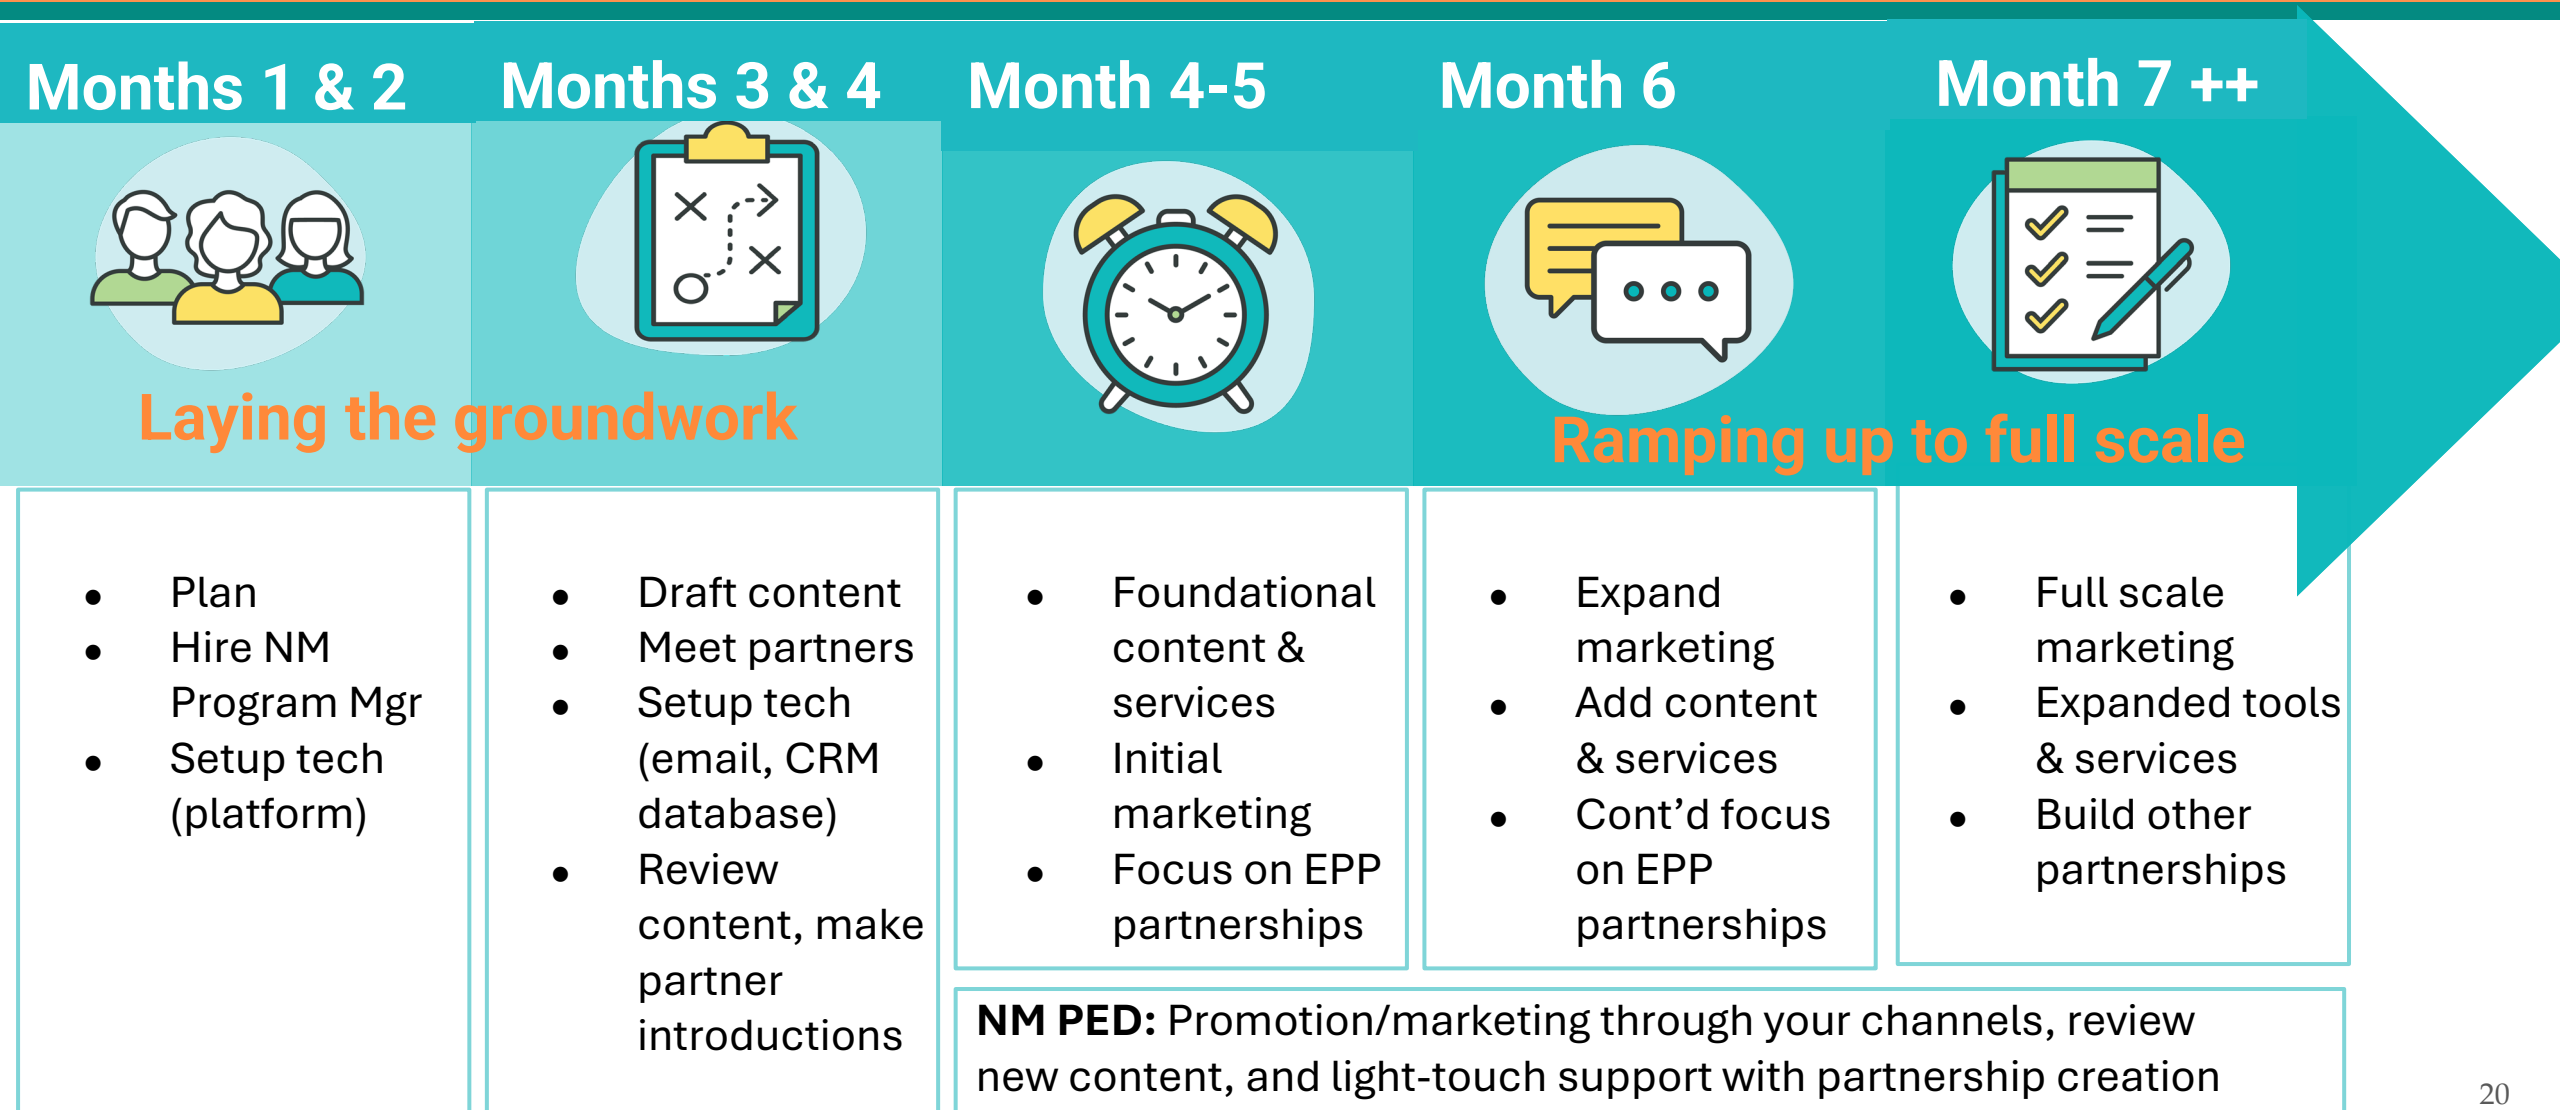 Months 1 & 2
Months 3 & 4
Month 4-5
Month 6
Month 7 ++
Laying the groundwork
Ramping up to full scale
• Plan
• Hire NM
Program Mgr
• Setup tech
(platform)
• Draft content
• Meet partners
• Setup tech
(email, CRM
database)
• Review
content, make
partner
introductions
• Foundational
content &
services
• Initial
marketing
• Focus on EPP
partnerships
• Expand
marketing
• Add content
& services
• Cont’d focus
on EPP
partnerships
• Full scale
marketing
• Expanded tools
& services
• Build other
partnerships
NM PED: Promotion/marketing through your channels, review
new content, and light-touch support with partnership creation
20